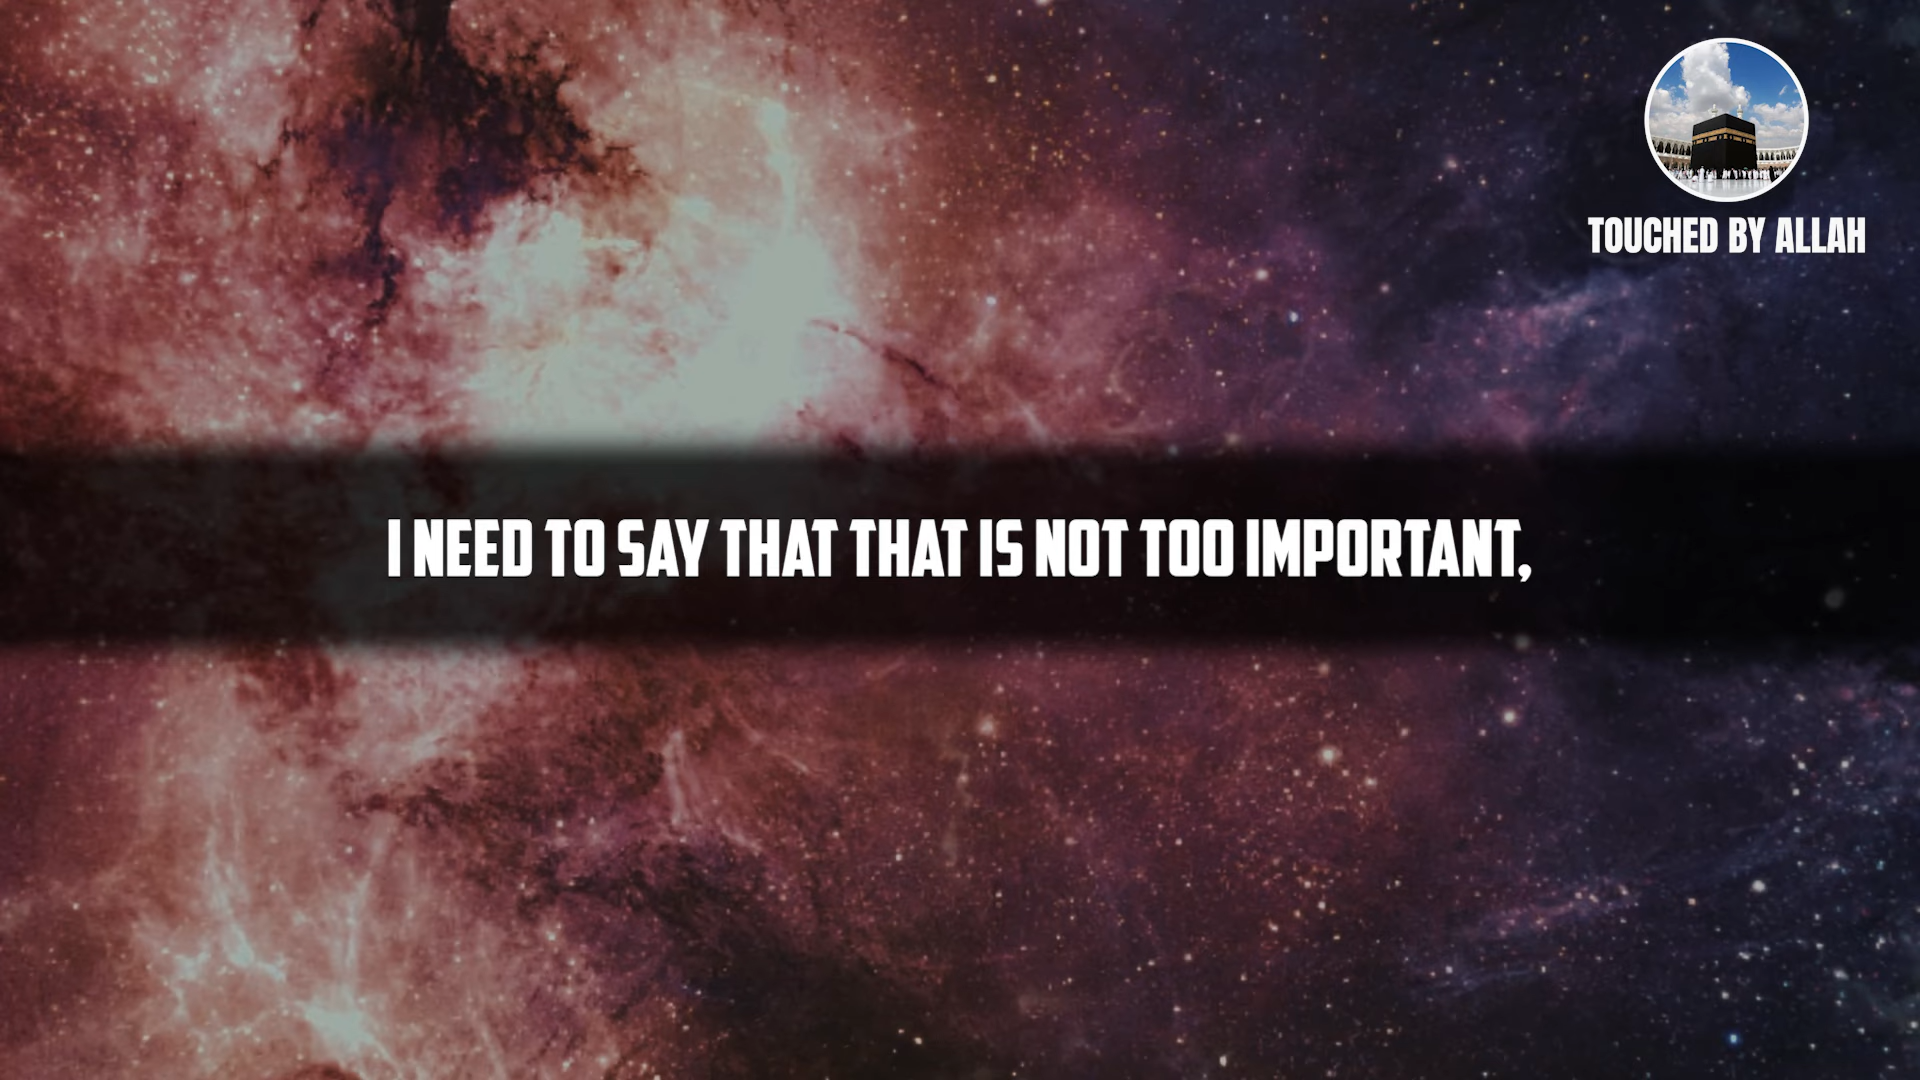 TOUCHED BY ALLAH
I NEED TO SAY THAT THAT IS NOT TOO IMPORTANT,